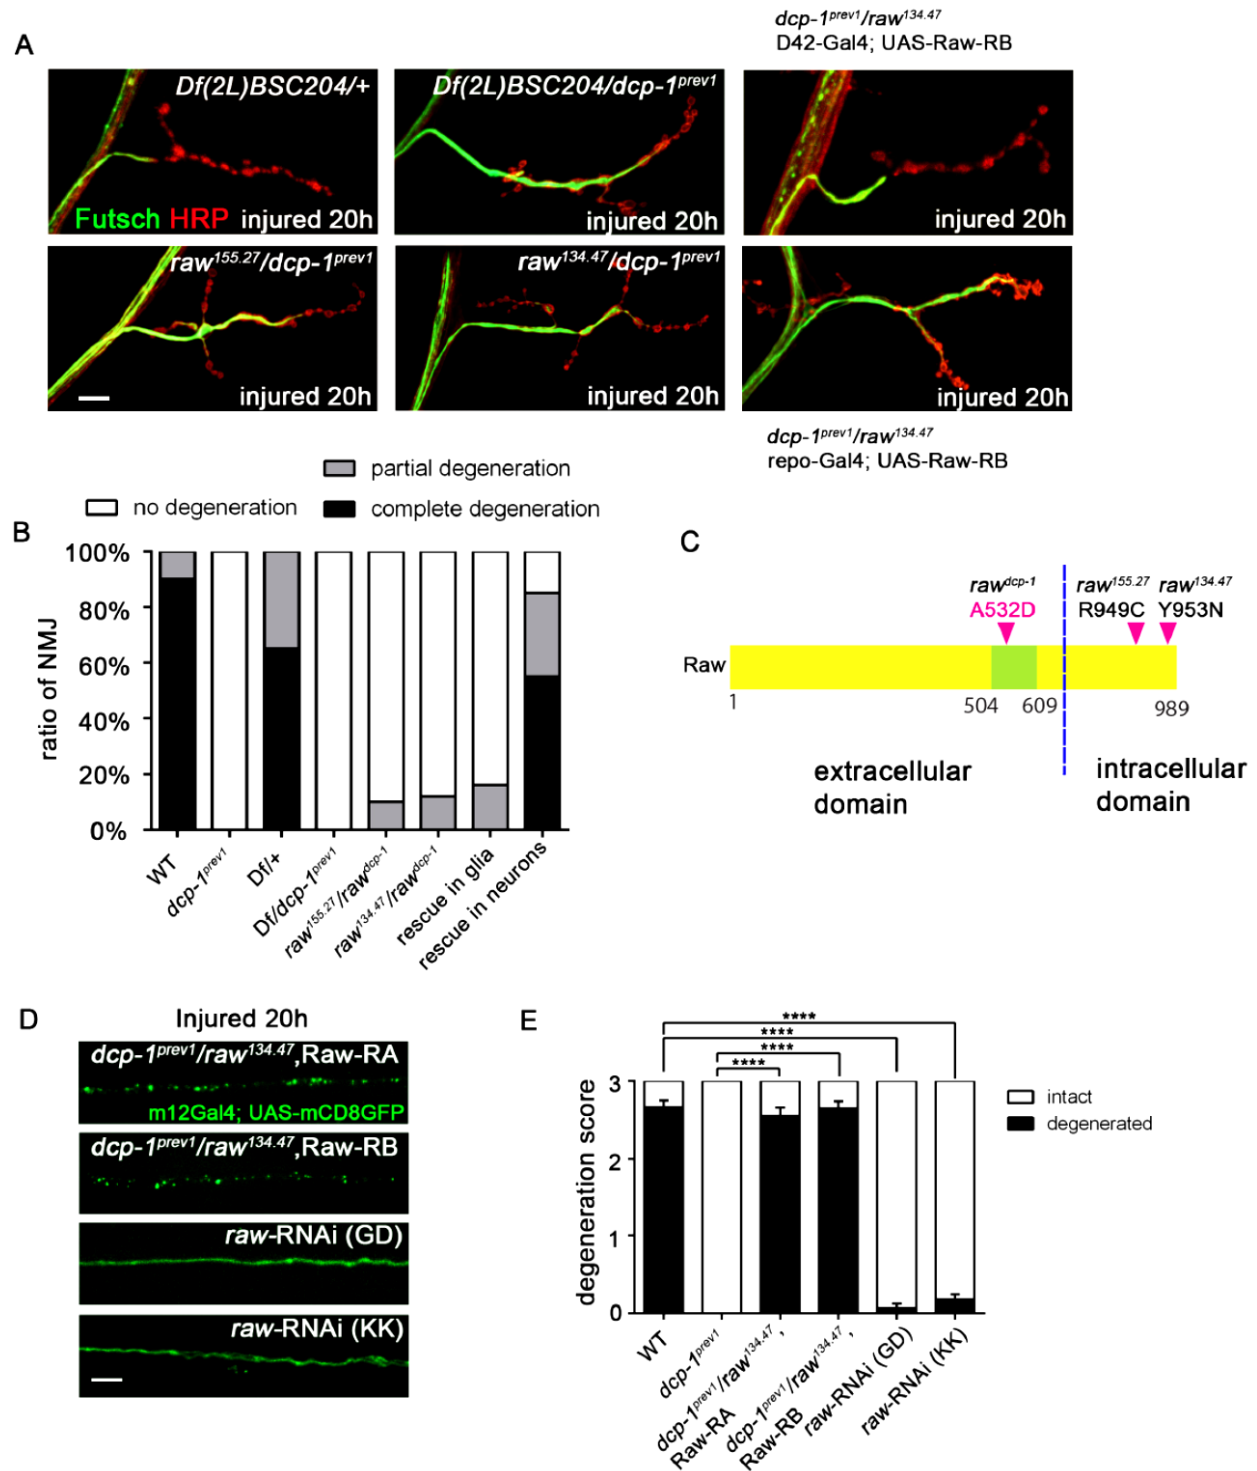 A
dcp-1prev1/raw134.47
D42-Gal4; UAS-Raw-RB
Df(2L)BSC204/+
Futsch HRP injured 20h
Df(2L)BSC204/dcp-1prev1
injured 20h
injured 20h
raw155.27/dcp-1prev1
injured 20h
raw134.47/dcp-1prev1
injured 20h
injured 20h
dcp-1prev1/raw134.47
repo-Gal4; UAS-Raw-RB
partial degeneration
no degeneration
complete degeneration
B
ratio of NMJ
100%
80%
60%
40%
20%
0%
WT
dcp-1prev1
Df/+
Df/dcp-1prev1
raw155.27/rawdcp-1
raw134.47/rawdcp-1
rescue in glia
rescue in neurons
C
rawdcp-1
A532D
raw155.27
R949C
raw134.47
Y953N
Raw
1
504
609
989
extracellular
domain
intracellular
domain
D
Injured 20h
dcp-1prev1/raw134.47,Raw-RA
m12Gal4; UAS-mCD8GFP
dcp-1prev1/raw134.47,Raw-RB
raw-RNAi (GD)
raw-RNAi (KK)
E
****
****
****
****
degeneration score
3
2
1
0
intact
degenerated
WT
dcp-1prev1
dcp-1prev1/raw134.47,
Raw-RA
dcp-1prev1/raw134.47,
Raw-RB
raw-RNAi (GD)
raw-RNAi (KK)